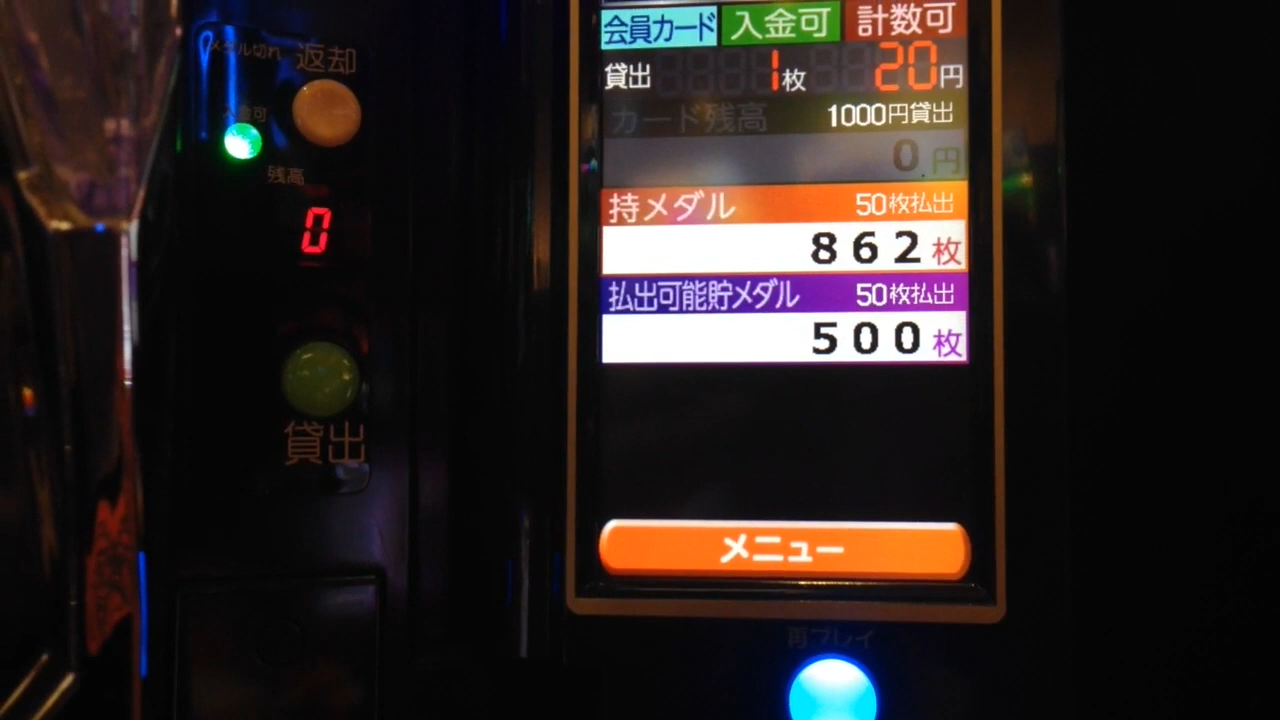 メダル切れ 返却
入金可
残高
0
貸出
会員カード 入金可 計数可
貸出 1枚 20円
カード残高 1000円貸出
0 円
持メダル 50枚払出
862枚
払出可能貯メダル 50枚払出
500枚
メニュー
再プレイ